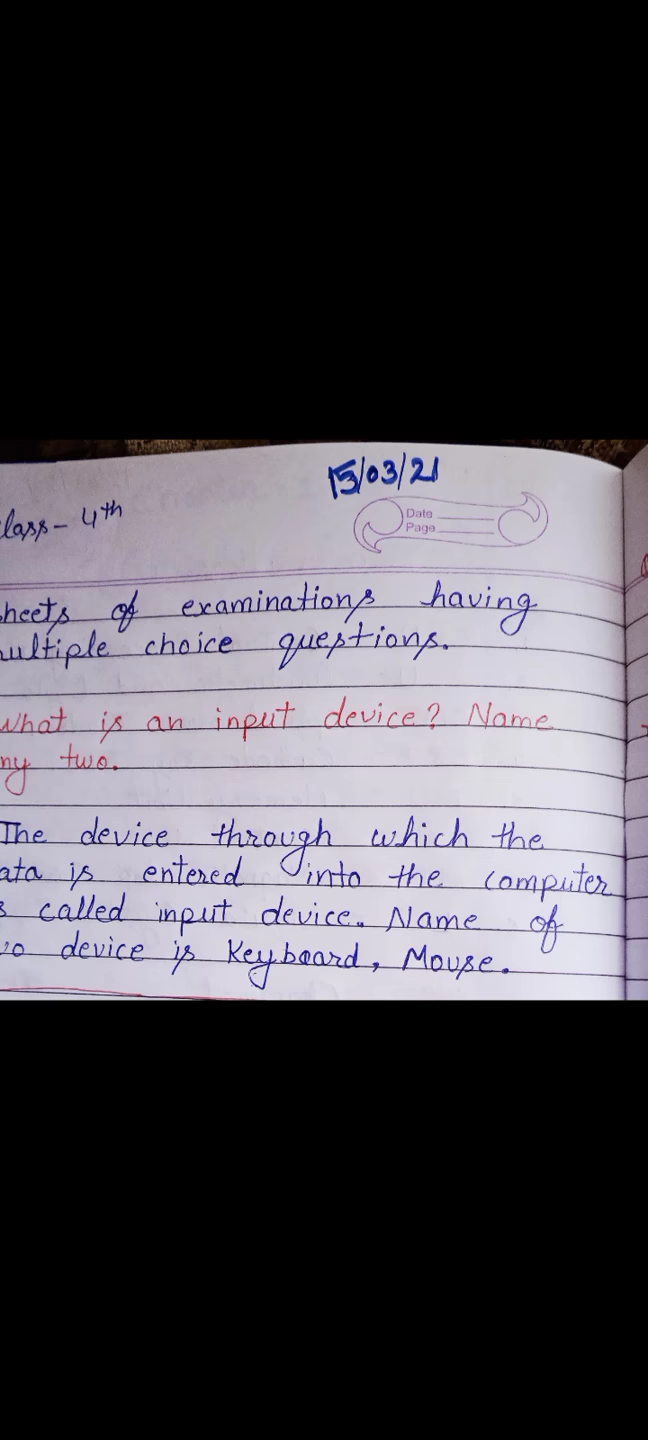 15/03/21
lass - 4th
Date
Page
heets of examinations having
ultiple choice questions.
what is an input device? Name
ny two.
The device through which the
ata is entered into the computer
s called input device. Name of
o device is Keyboard, Mouse.